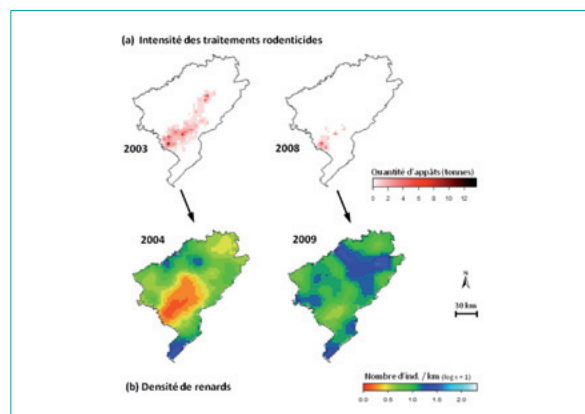 (a) Intensité des traitements rodenticides
2003
2008
Quantité d'appâts (tonnes)
0 2 4 6 8 10 12
2004
2009
N
30 km
Nombre d'ind. / km (log x + 1)
0.0 0.5 1.0 1.5 2.0
(b) Densité de renards